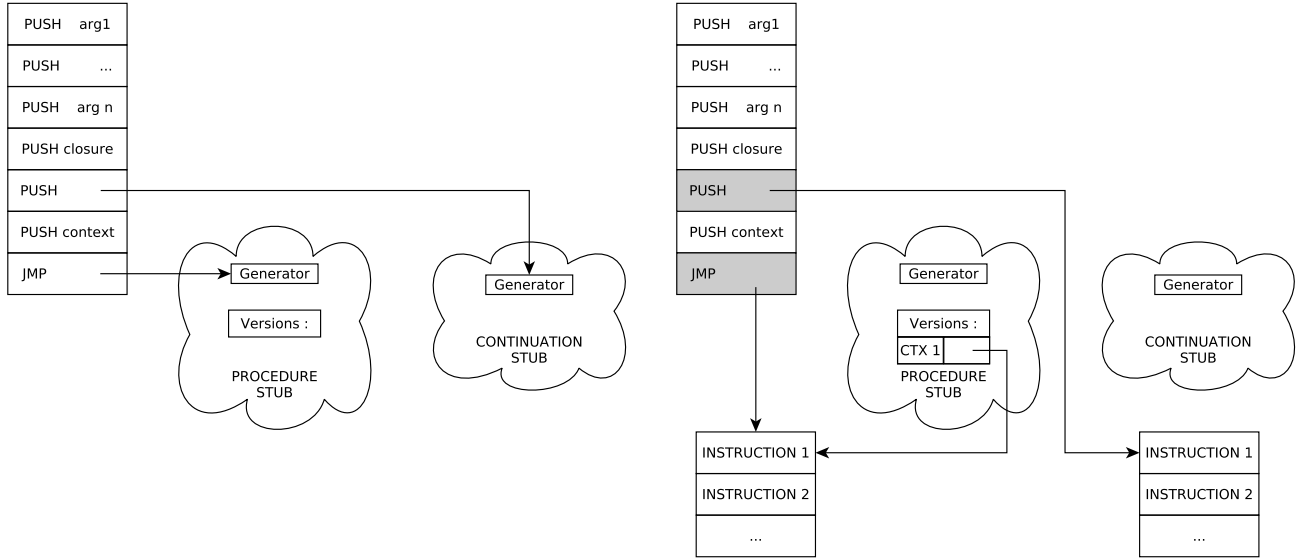 PUSH arg1
PUSH ...
PUSH arg n
PUSH closure
PUSH
PUSH context
JMP
Generator
Versions :
PROCEDURE
STUB
Generator
CONTINUATION
STUB
PUSH arg1
PUSH ...
PUSH arg n
PUSH closure
PUSH
PUSH context
JMP
Generator
Versions :
CTX 1
PROCEDURE
STUB
Generator
CONTINUATION
STUB
INSTRUCTION 1
INSTRUCTION 2
...
INSTRUCTION 1
INSTRUCTION 2
...